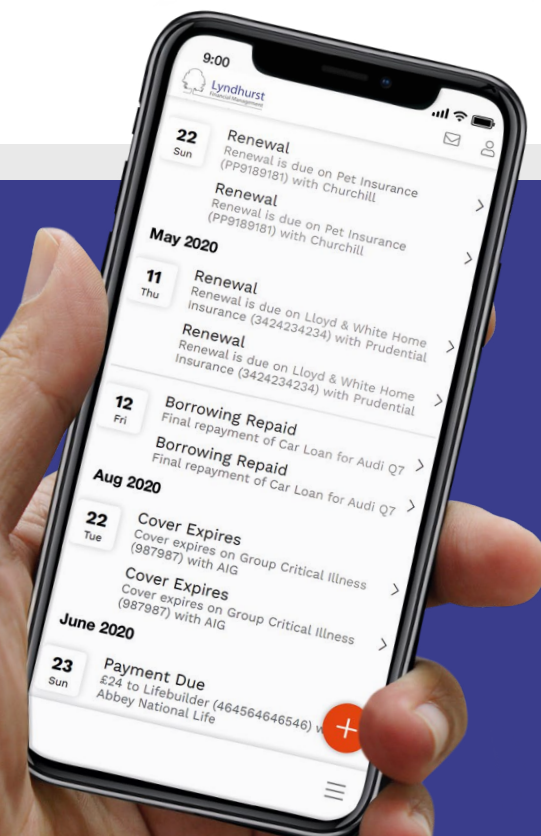 9:00
Lyndhurst
Financial Management
22
Sun
Renewal
Renewal is due on Pet Insurance
(PP9189181) with Churchill
Renewal
Renewal is due on Pet Insurance
(PP9189181) with Churchill
May 2020
11
Thu
Renewal
Renewal is due on Lloyd & White Home
Insurance (3424234234) with Prudential
Renewal
Renewal is due on Lloyd & White Home
Insurance (3424234234) with Prudential
12
Fri
Borrowing Repaid
Final repayment of Car Loan for Audi Q7
Borrowing Repaid
Final repayment of Car Loan for Audi Q7
Aug 2020
22
Tue
Cover Expires
Cover expires on Group Critical Illness
(987987) with AIG
Cover Expires
Cover expires on Group Critical Illness
(987987) with AIG
June 2020
23
Sun
Payment Due
£24 to Lifebuilder (464564646546) w
Abbey National Life